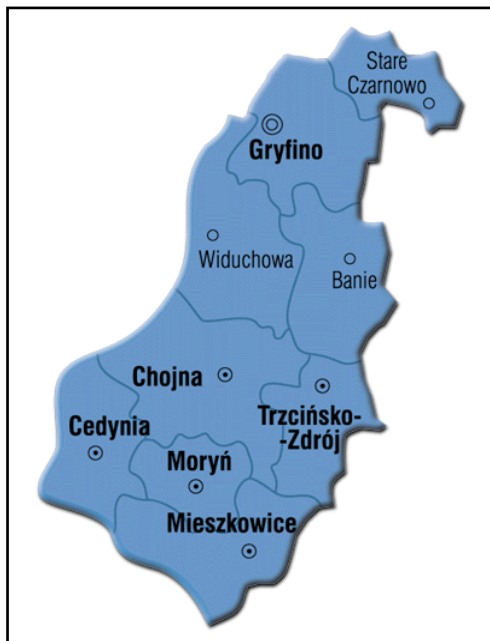 Stare
Czarnowo
Gryfino
Widuchowa
Banie
Chojna
Trzcińsko-
-Zdrój
Cedynia
Moryń
Mieszkowice